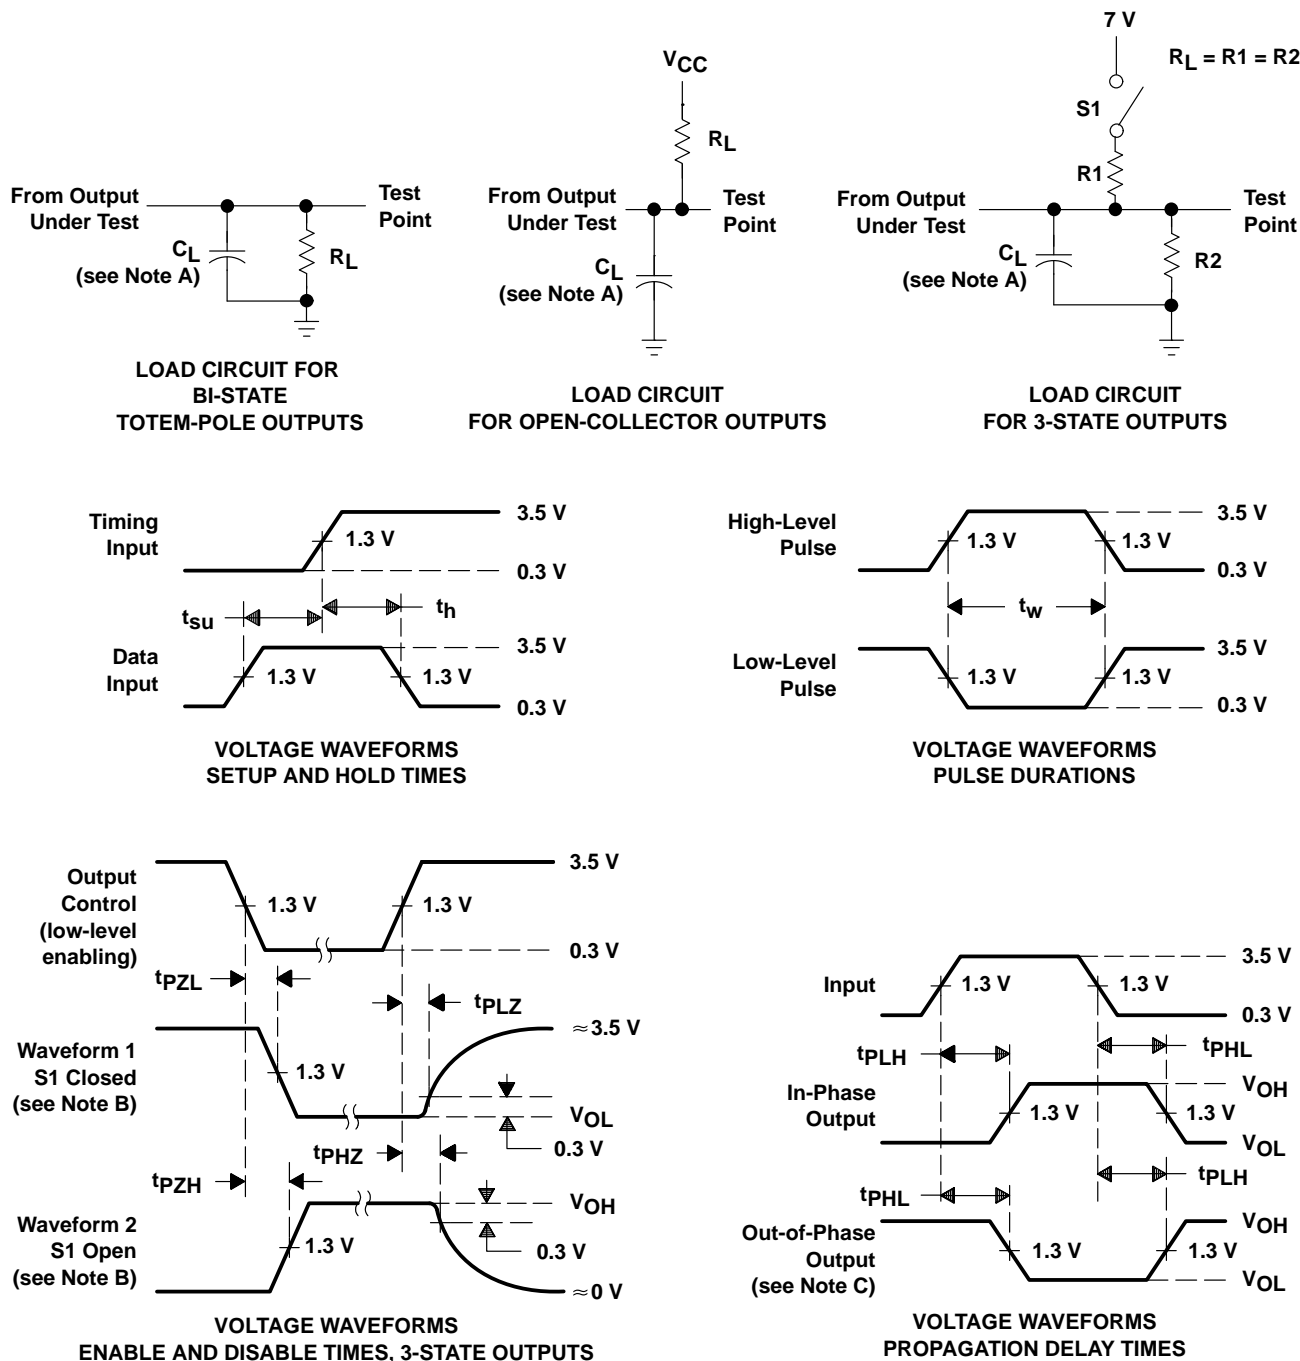 From Output
Under Test
Test
Point
CL
(see Note A)
RL
LOAD CIRCUIT FOR
BI-STATE
TOTEM-POLE OUTPUTS
VCC
RL
From Output
Under Test
Test
Point
CL
(see Note A)
LOAD CIRCUIT
FOR OPEN-COLLECTOR OUTPUTS
7 V
RL = R1 = R2
S1
R1
From Output
Under Test
Test
Point
CL
(see Note A)
R2
LOAD CIRCUIT
FOR 3-STATE OUTPUTS
Timing
Input
1.3 V
3.5 V
0.3 V
tsu
th
Data
Input
1.3 V
1.3 V
3.5 V
0.3 V
VOLTAGE WAVEFORMS
SETUP AND HOLD TIMES
High-Level
Pulse
1.3 V
1.3 V
3.5 V
0.3 V
tw
Low-Level
Pulse
1.3 V
1.3 V
3.5 V
0.3 V
VOLTAGE WAVEFORMS
PULSE DURATIONS
Output
Control
(low-level
enabling)
1.3 V
1.3 V
3.5 V
0.3 V
tPZL
tPLZ
Waveform 1
S1 Closed
(see Note B)
1.3 V
≈3.5 V
VOL
0.3 V
tPHZ
tPZH
Waveform 2
S1 Open
(see Note B)
1.3 V
VOH
0.3 V
≈0 V
VOLTAGE WAVEFORMS
ENABLE AND DISABLE TIMES, 3-STATE OUTPUTS
Input
1.3 V
1.3 V
3.5 V
0.3 V
tPLH
tPHL
In-Phase
Output
1.3 V
1.3 V
VOH
VOL
tPHL
tPLH
Out-of-Phase
Output
(see Note C)
1.3 V
1.3 V
VOH
VOL
VOLTAGE WAVEFORMS
PROPAGATION DELAY TIMES